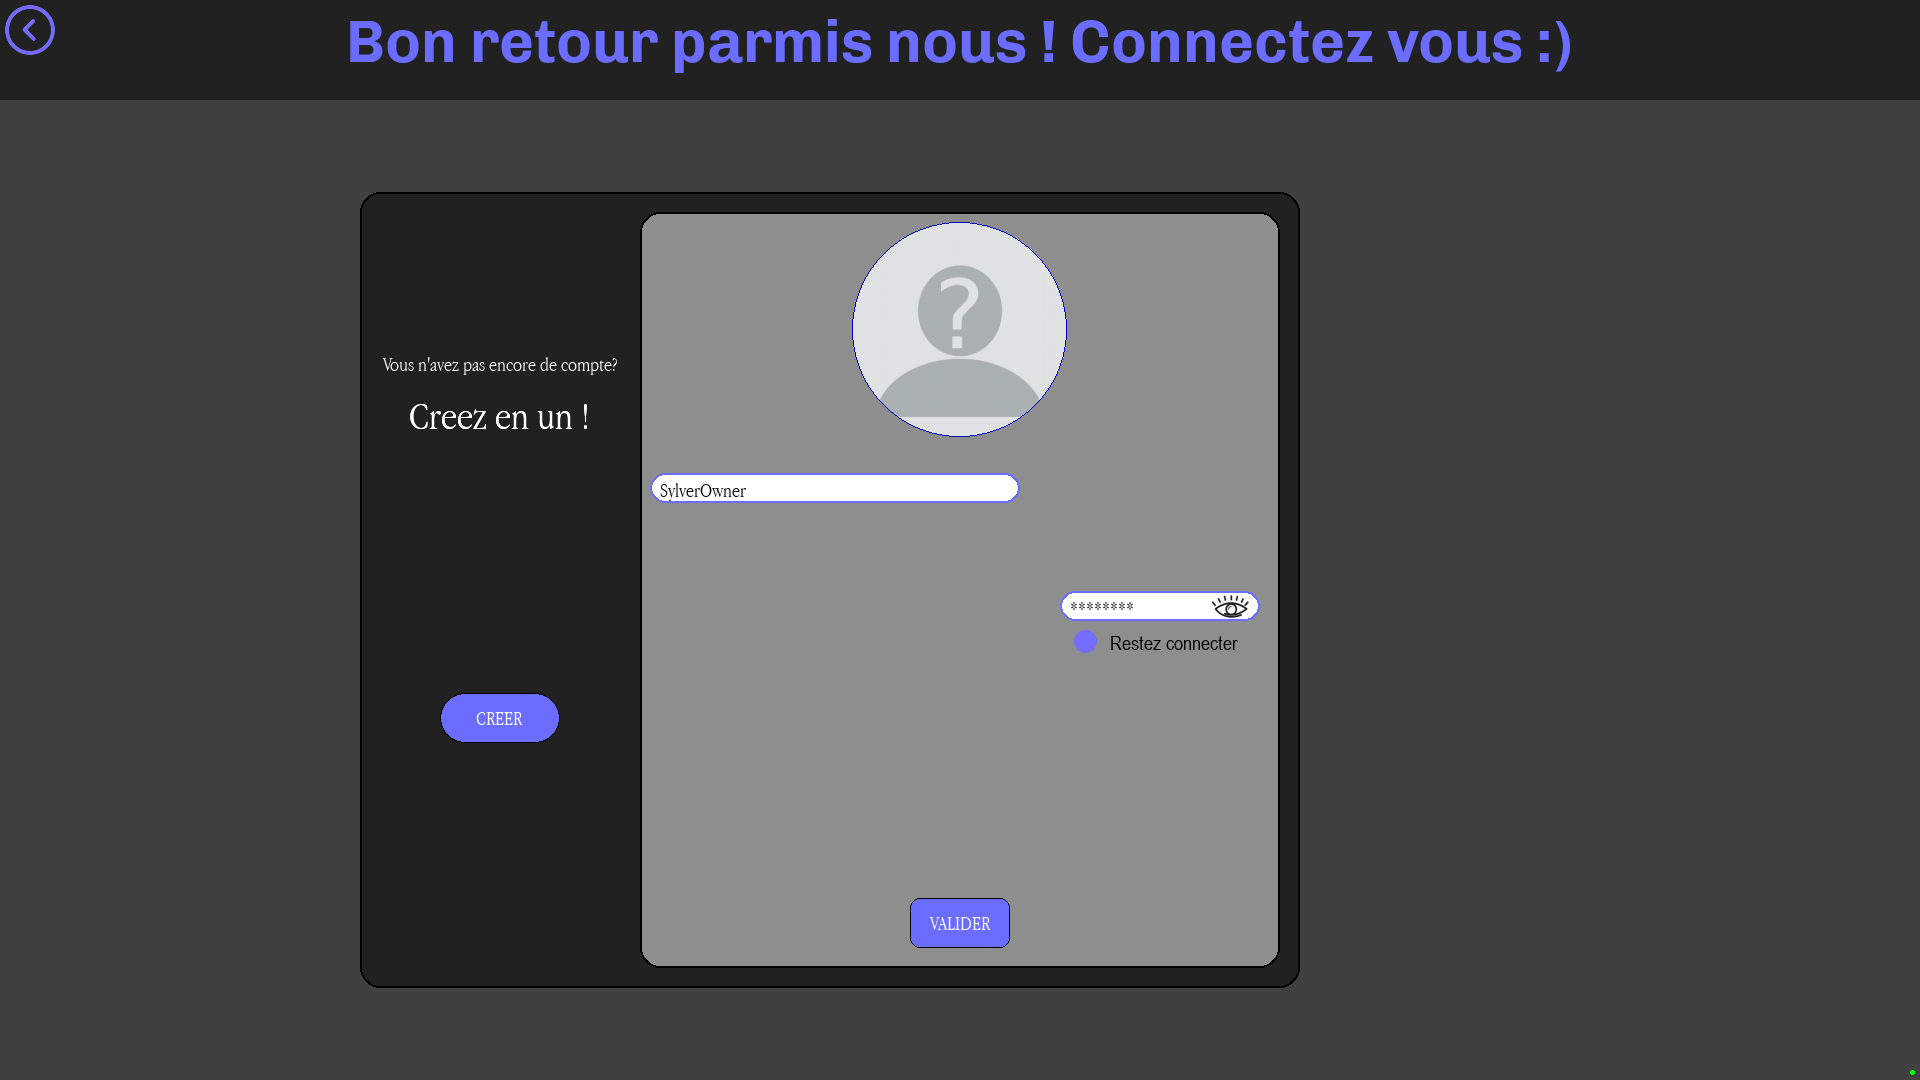 Bon retour parmis nous ! Connectez vous :)
Vous n'avez pas encore de compte?
Creez en un !
CREER
?
SylverOwner
********
Restez connecter
VALIDER